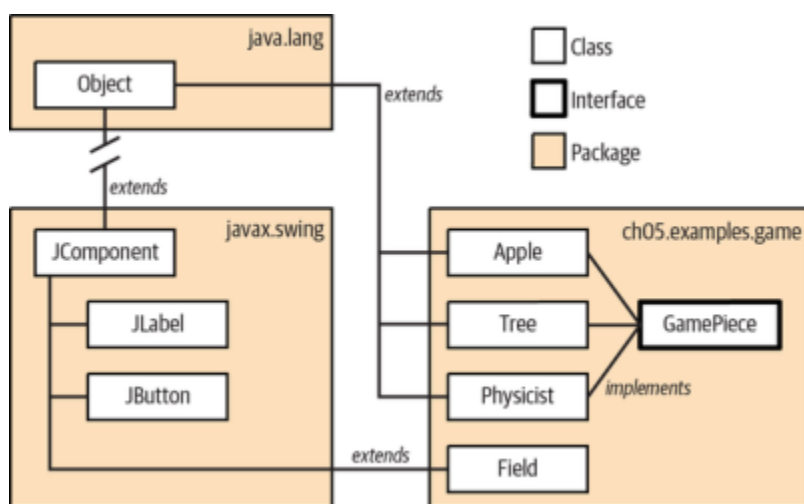 java.lang
Object
extends
extends
Class
Interface
Package
javax.swing
JComponent
JLabel
JButton
extends
ch05.examples.game
Apple
Tree
Physicist
Field
GamePiece
implements